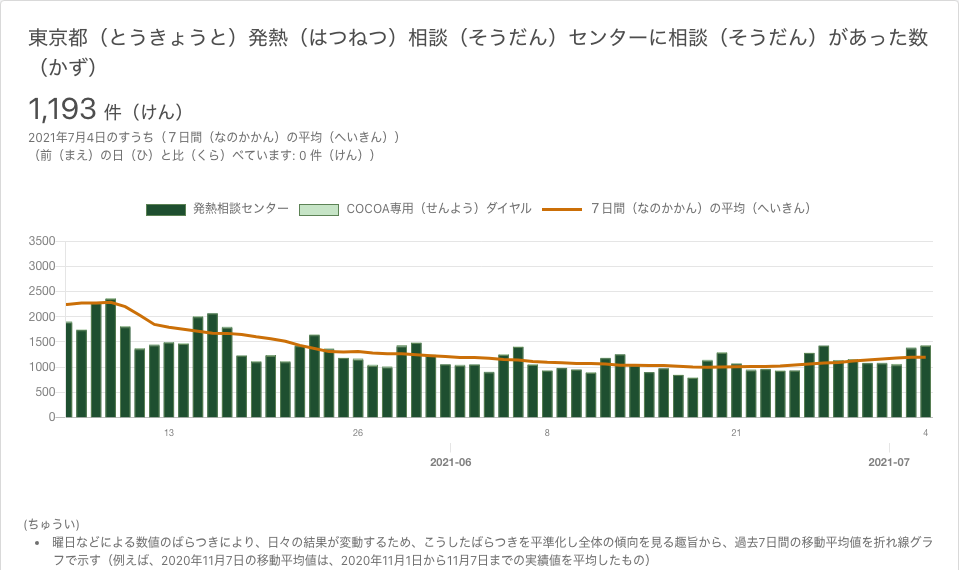 東京都（とうきょうと）発熱（はつねつ）相談（そうだん）センターに相談（そうだん）があった数
（かず）
1,193 件（けん）
2021年7月4日のすうち（７日間（なのかかん）の平均（へいきん））
（前（まえ）の日（ひ）と比（くら）べています: 0 件（けん））
発熱相談センター COCOA専用（せんよう）ダイヤル ７日間（なのかかん）の平均（へいきん）
3500
3000
2500
2000
1500
1000
500
0
13 26 8 21 4
2021-06 2021-07
(ちゅうい)
• 曜日などによる数値のばらつきにより、日々の結果が変動するため、こうしたばらつきを平準化し全体の傾向を見る趣旨から、過去7日間の移動平均値を折れ線グラ
フで示す（例えば、2020年11月7日の移動平均値は、2020年11月1日から11月7日までの実績値を平均したもの）